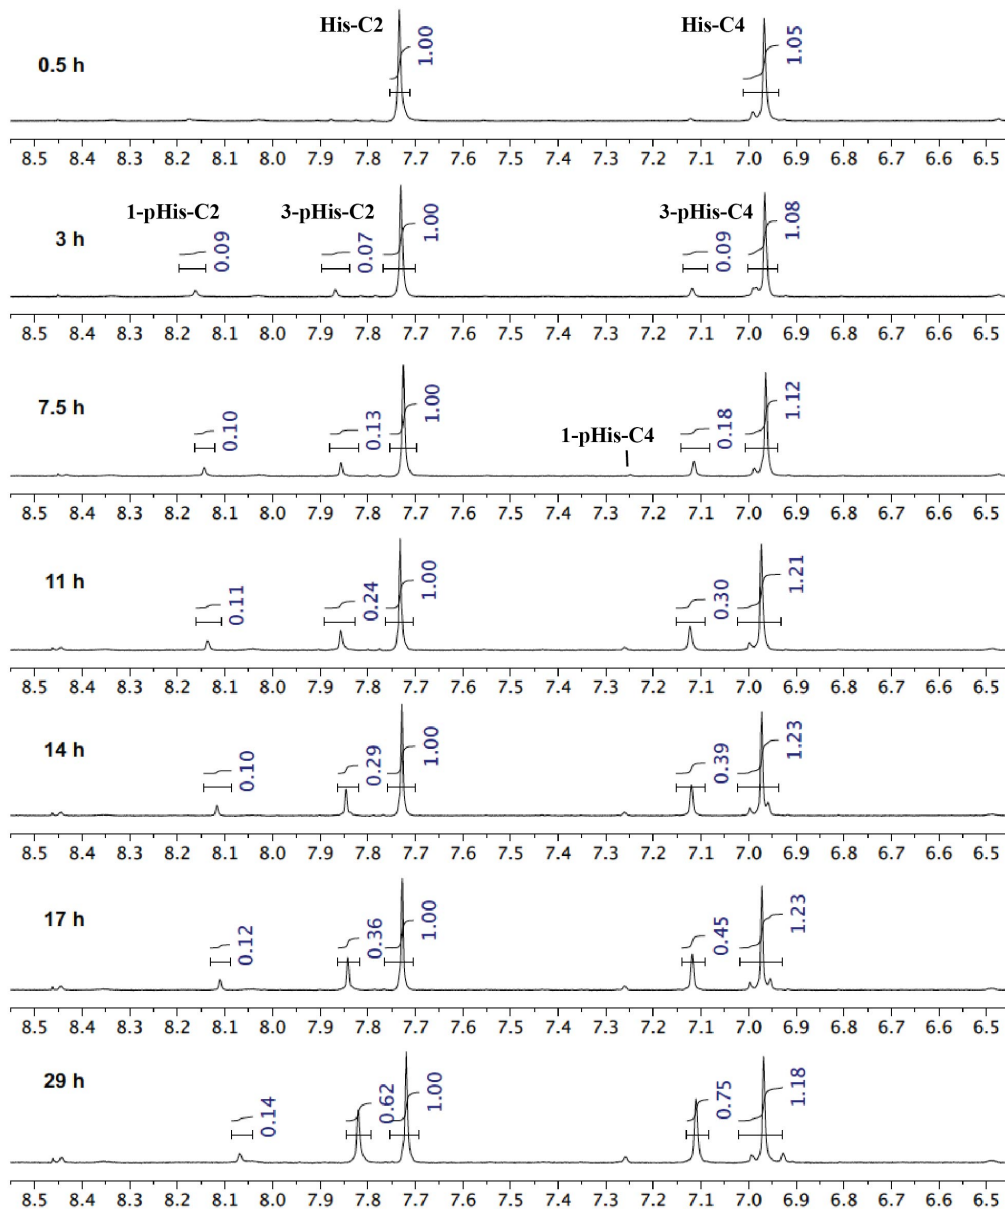 His-C2 His-C4
0.5 h 1.00 1.05
8.5 8.4 8.3 8.2 8.1 8.0 7.9 7.8 7.7 7.6 7.5 7.4 7.3 7.2 7.1 7.0 6.9 6.8 6.7 6.6 6.5
1-pHis-C2 3-pHis-C2 3-pHis-C4
3 h 0.09 0.07 1.00 0.09 1.08
8.5 8.4 8.3 8.2 8.1 8.0 7.9 7.8 7.7 7.6 7.5 7.4 7.3 7.2 7.1 7.0 6.9 6.8 6.7 6.6 6.5
7.5 h 0.10 0.13 1.00 1-pHis-C4 0.18 1.12
8.5 8.4 8.3 8.2 8.1 8.0 7.9 7.8 7.7 7.6 7.5 7.4 7.3 7.2 7.1 7.0 6.9 6.8 6.7 6.6 6.5
11 h 0.11 0.24 1.00 0.30 1.21
8.5 8.4 8.3 8.2 8.1 8.0 7.9 7.8 7.7 7.6 7.5 7.4 7.3 7.2 7.1 7.0 6.9 6.8 6.7 6.6 6.5
14 h 0.10 0.29 1.00 0.39 1.23
8.5 8.4 8.3 8.2 8.1 8.0 7.9 7.8 7.7 7.6 7.5 7.4 7.3 7.2 7.1 7.0 6.9 6.8 6.7 6.6 6.5
17 h 0.12 0.36 1.00 0.45 1.23
8.5 8.4 8.3 8.2 8.1 8.0 7.9 7.8 7.7 7.6 7.5 7.4 7.3 7.2 7.1 7.0 6.9 6.8 6.7 6.6 6.5
29 h 0.14 0.62 1.00 0.75 1.18
8.5 8.4 8.3 8.2 8.1 8.0 7.9 7.8 7.7 7.6 7.5 7.4 7.3 7.2 7.1 7.0 6.9 6.8 6.7 6.6 6.5